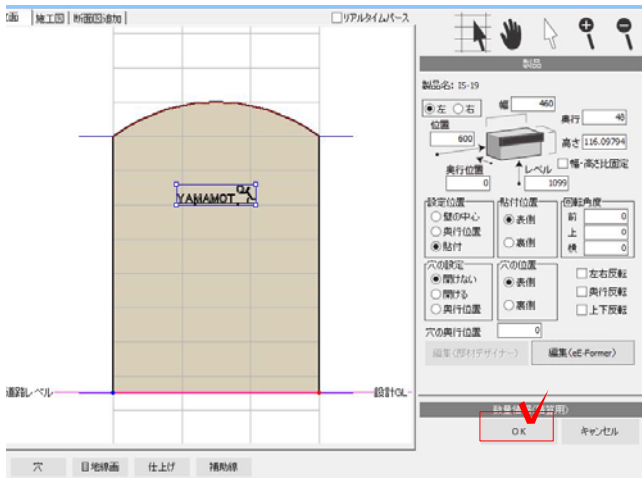 施工図 断面図追加 リアルタイムパース
製品
製品名: IS-19
左 右 幅 460
奥行 48
位置
600
高さ 116.09794
幅・高さ比固定
奥行位置
0
レベル
1099
設定位置 貼付位置 回転角度
壁の中心 表側 前 0
奥行位置 上 0
貼付 裏側 横 0
穴の設定 穴の位置
開けない 表側 左右反転
開ける 奥行反転
奥行位置 裏側 上下反転
穴の奥行位置 0
編集(部材デザイナー) 編集(eE-Former)
YAMAMOT
道路レベル 設計GL
OK キャンセル
穴 目地線画 仕上げ 補助線